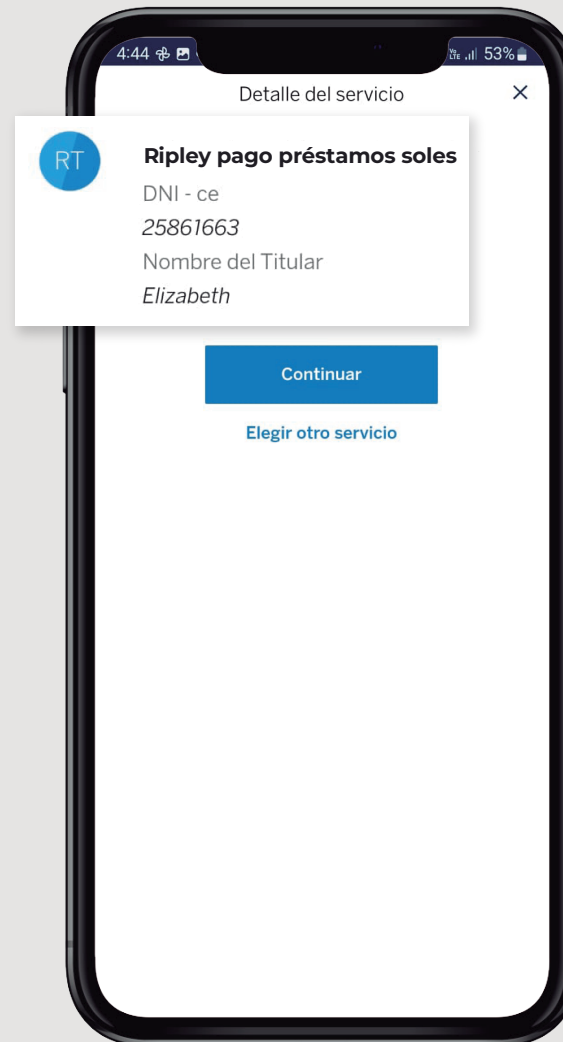 4:44 53%
Detalle del servicio
RT
Ripley pago préstamos soles
DNI - ce
25861663
Nombre del Titular
Elizabeth
Continuar
Elegir otro servicio